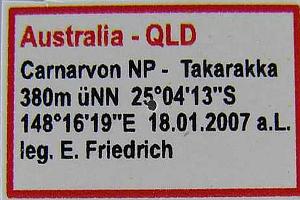 Australia - QLD
Carnarvon NP - Takarakka
380m üNN 25°04'13"S
148°16'19"E 18.01.2007 a.L.
leg. E. Friedrich